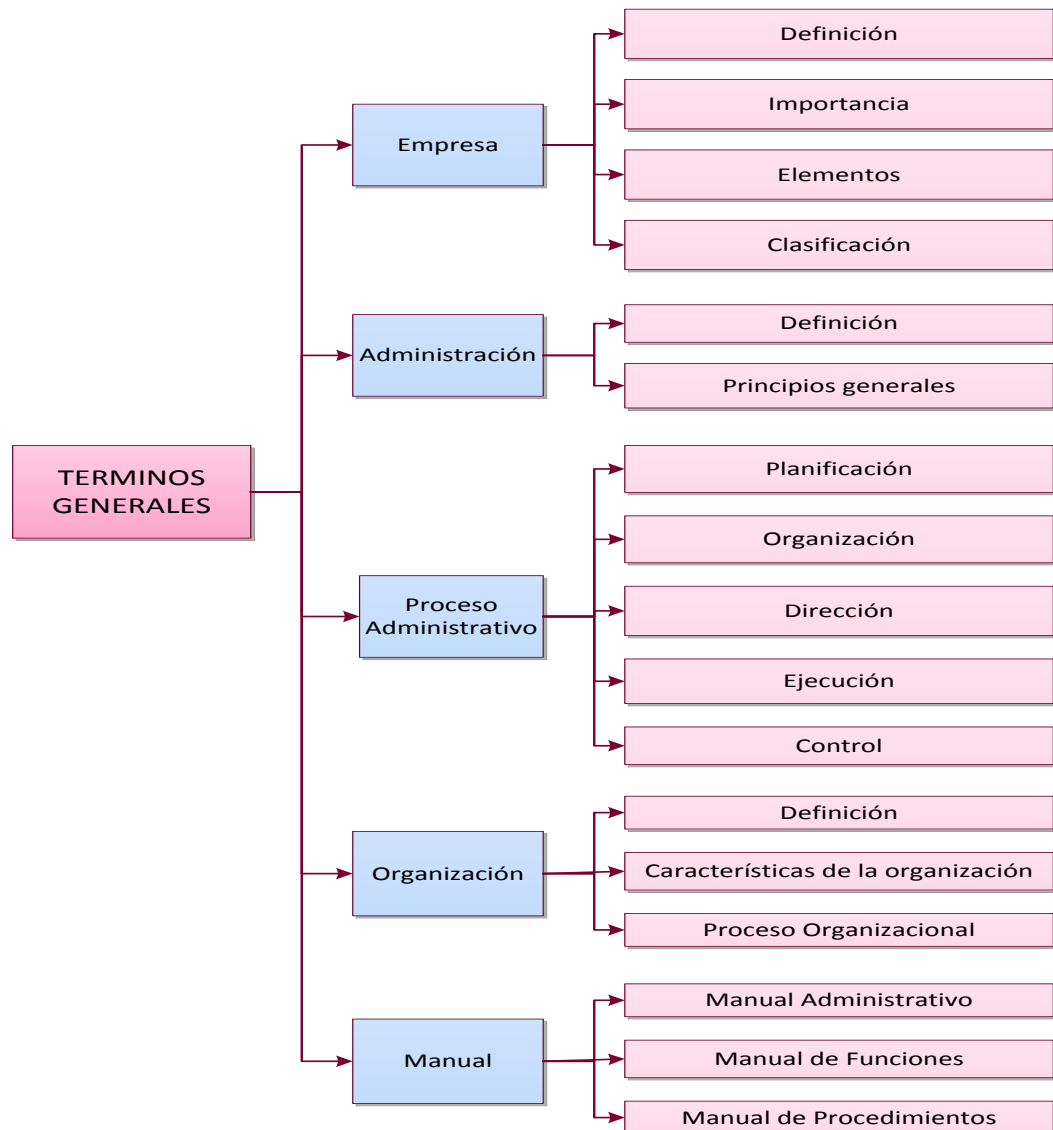 TERMINOS
GENERALES
Empresa
Definición
Importancia
Elementos
Clasificación
Administración
Definición
Principios generales
Proceso
Administrativo
Planificación
Organización
Dirección
Ejecución
Control
Organización
Definición
Característícas de la organización
Proceso Organizacional
Manual
Manual Administrativo
Manual de Funciones
Manual de Procedimientos